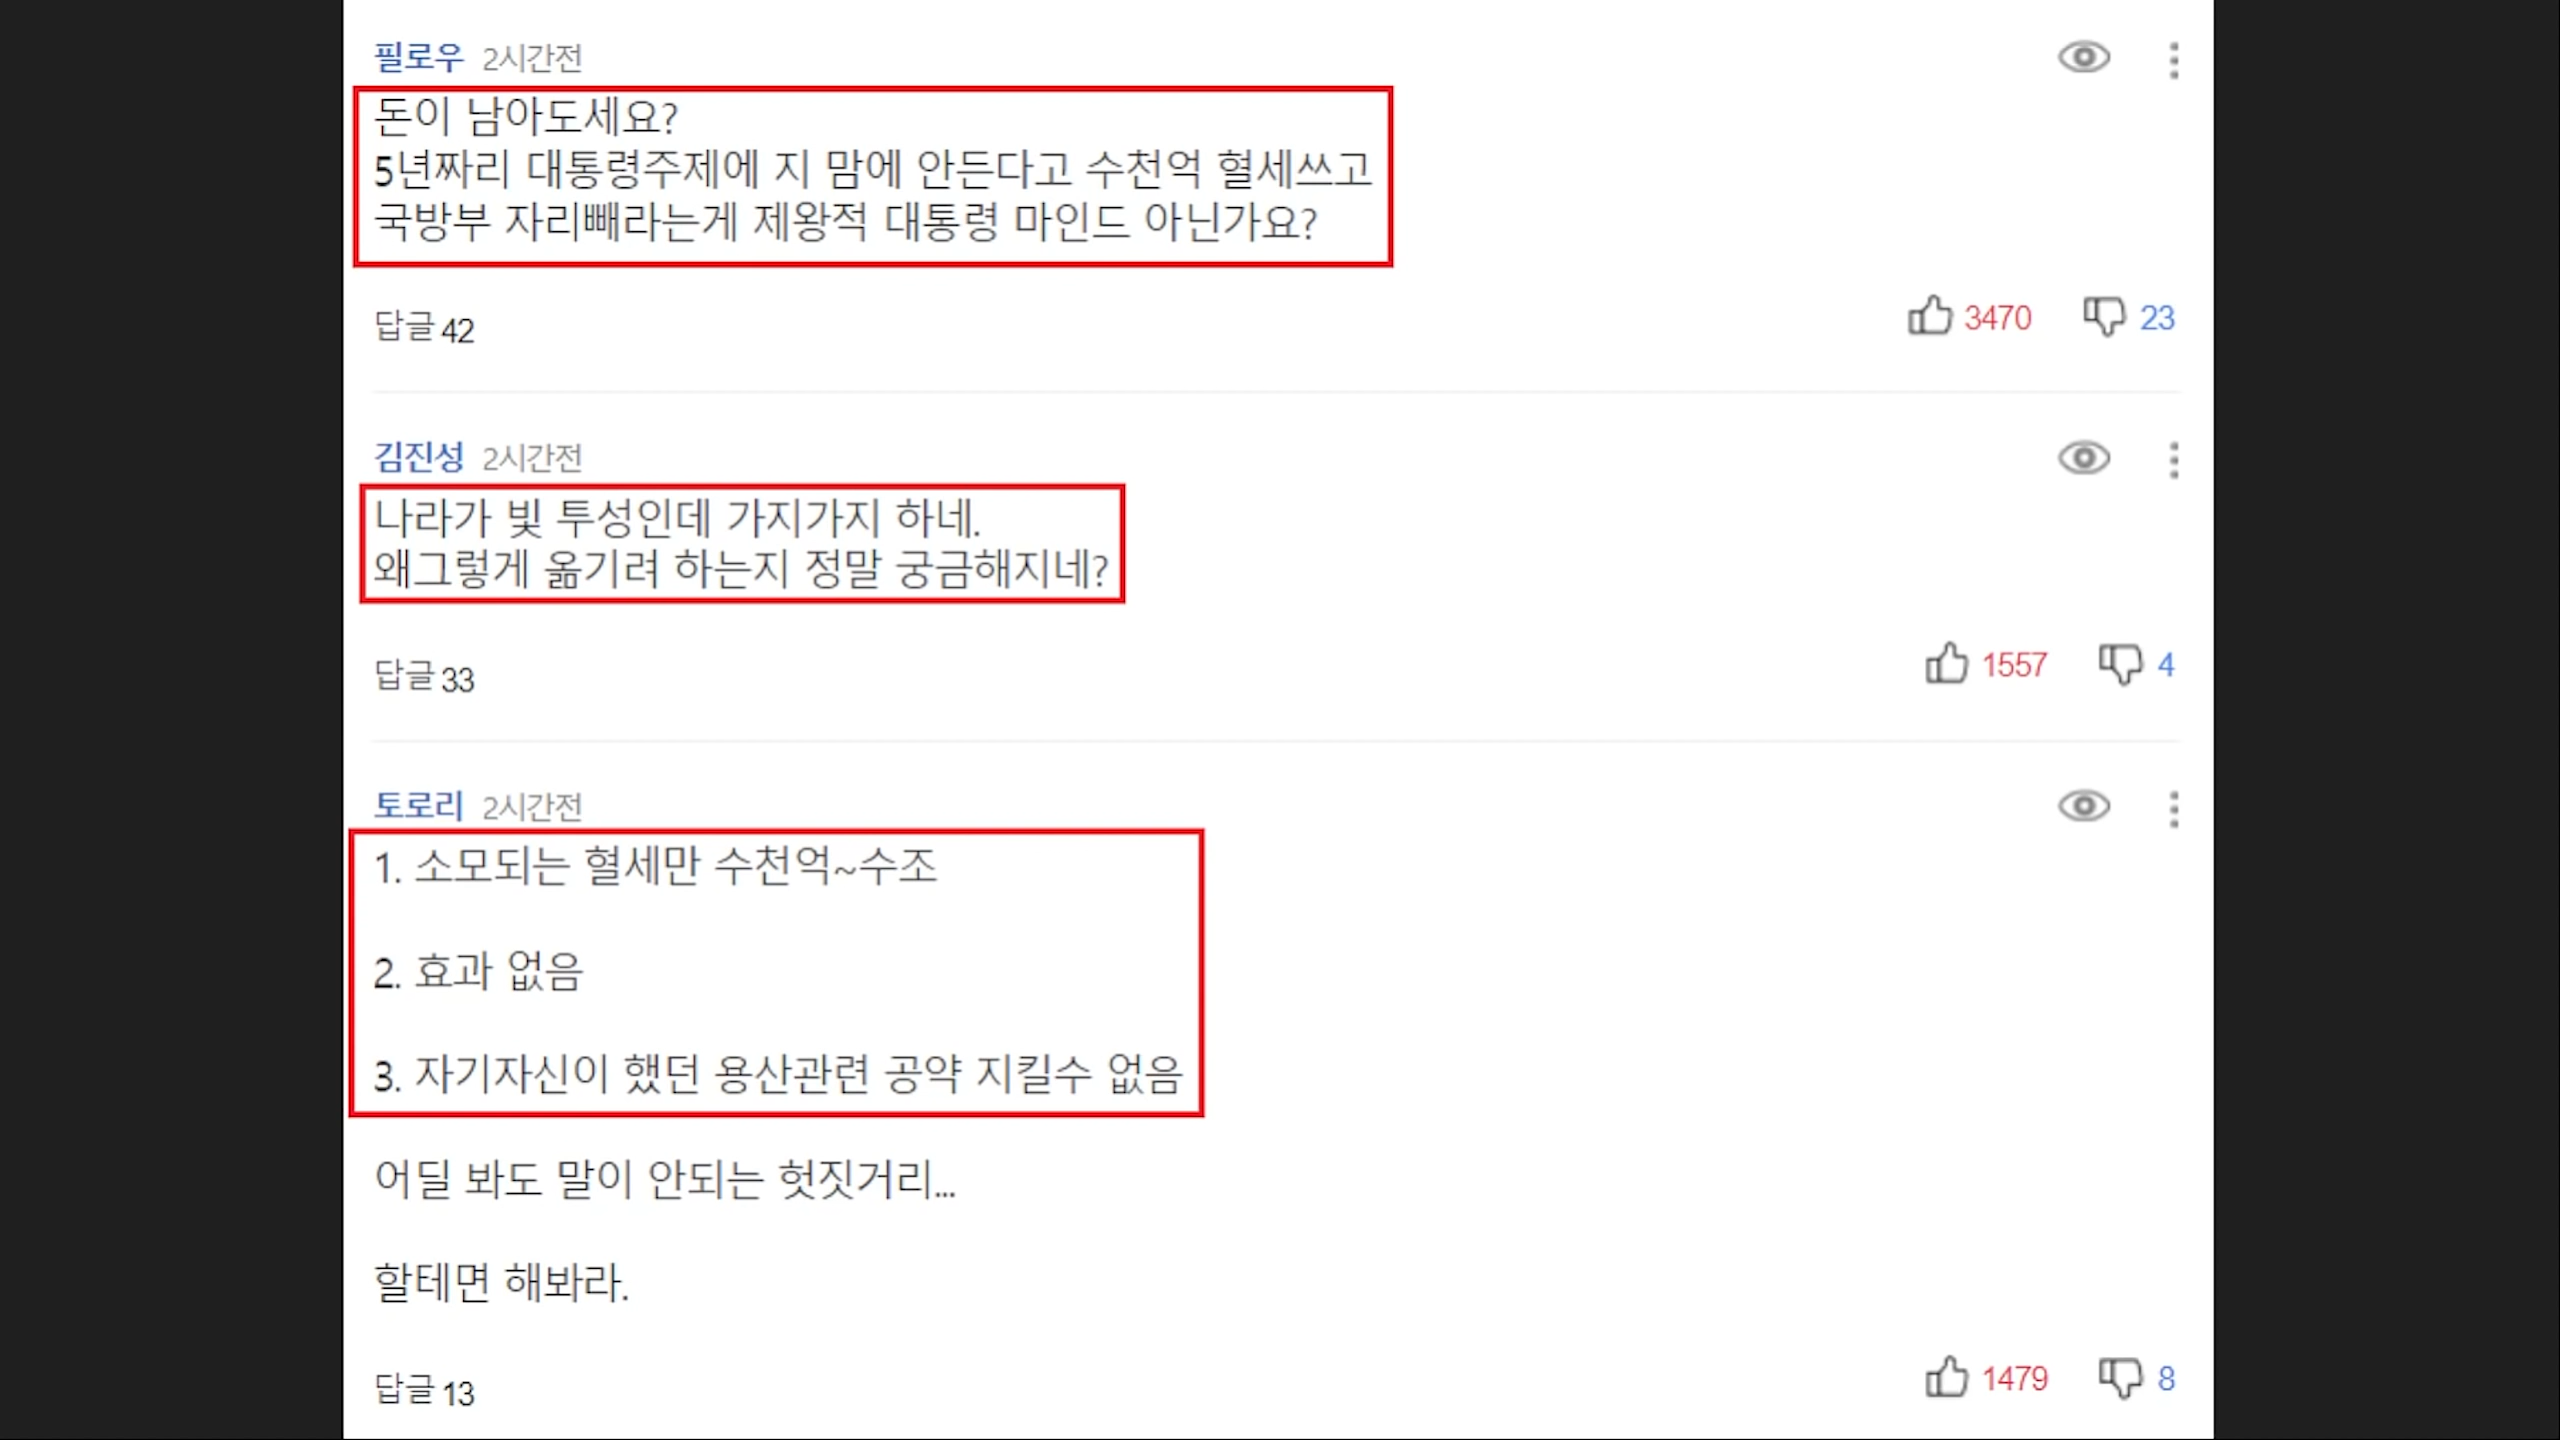 필로우 2시간전
돈이 남아도세요?
5년짜리 대통령주제에 지 맘에 안든다고 수천억 혈세쓰고
국방부 자리빼라는게 제왕적 대통령 마인드 아닌가요?
답글 42 3470 23
김진성 2시간전
나라가 빚 투성인데 가지가지 하네.
왜그렇게 옮기려 하는지 정말 궁금해지네?
답글 33 1557 4
토로리 2시간전
1. 소모되는 혈세만 수천억~수조
2. 효과 없음
3. 자기자신이 했던 용산관련 공약 지킬수 없음
어딜 봐도 말이 안되는 헛짓거리...
할테면 해봐라.
답글 13 1479 8